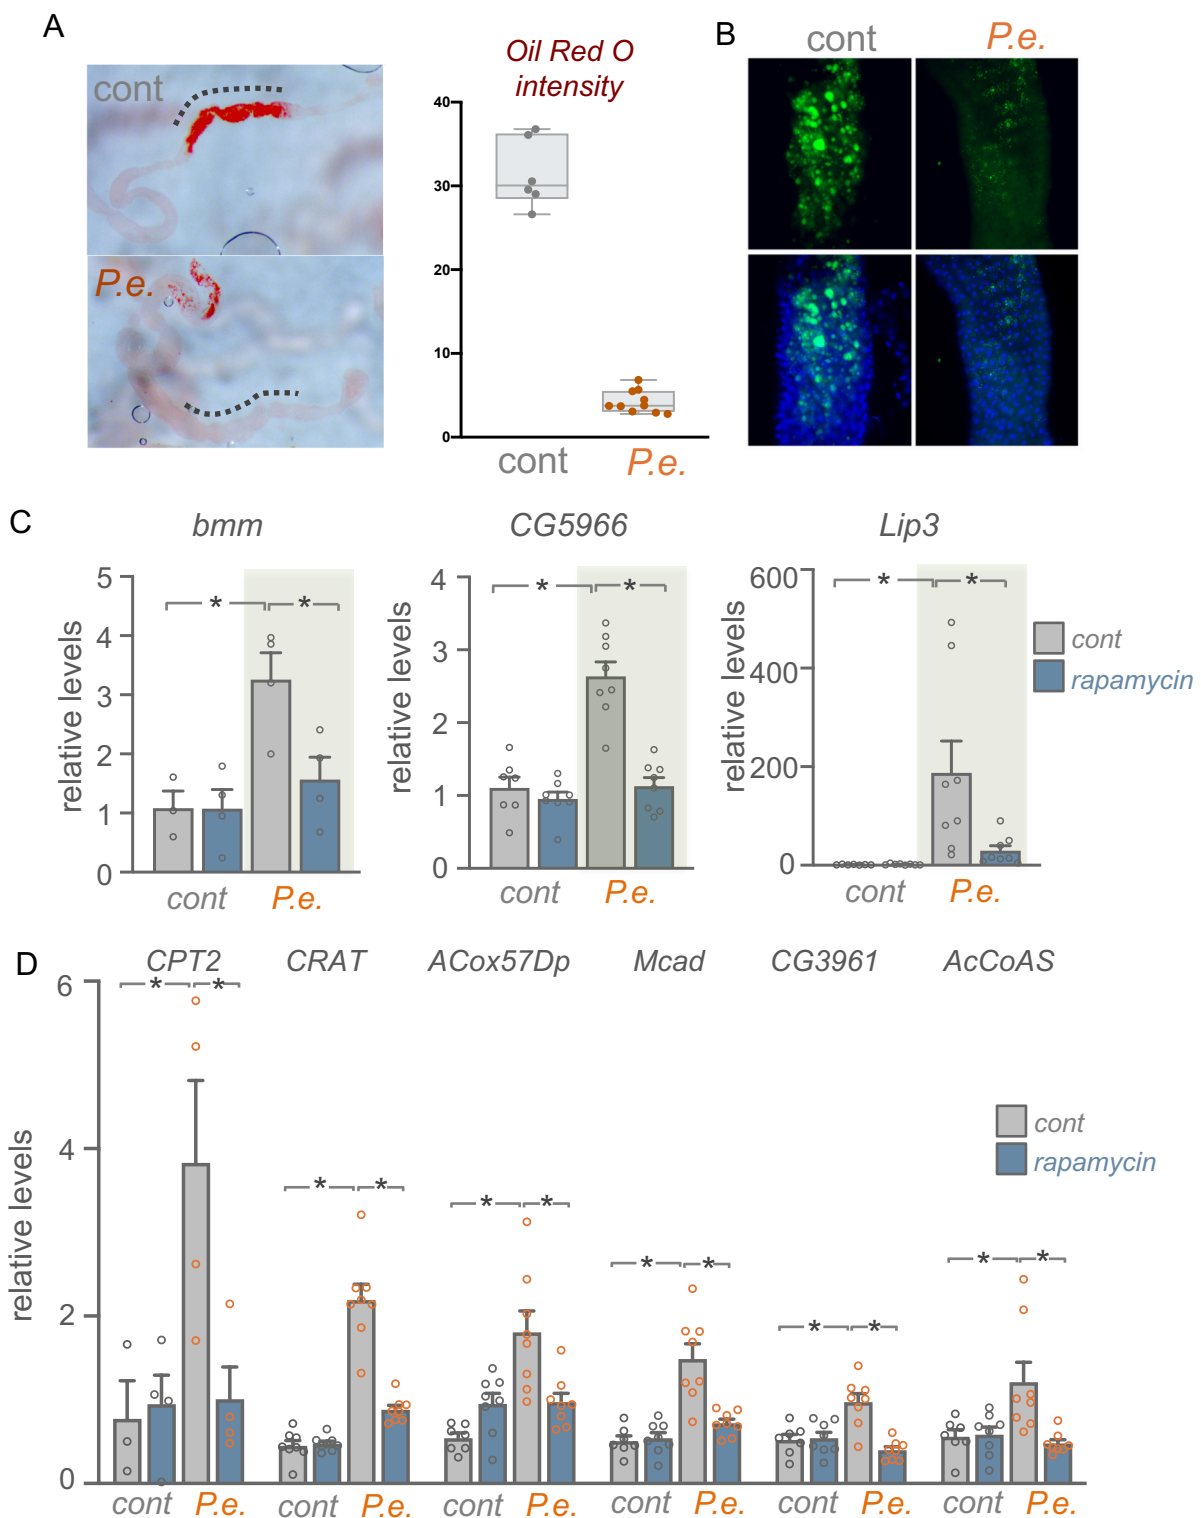 A
cont
P.e.
Oil Red O
intensity
40
30
20
10
0
cont
P.e.
B
cont
P.e.
C
bmm
relative levels
5
4
3
2
1
0
*
*
cont
P.e.
CG5966
relative levels
4
3
2
1
0
*
*
cont
P.e.
Lip3
relative levels
600
400
200
0
*
*
cont
P.e.
cont
rapamycin
D
CPT2
CRAT
ACox57Dp
Mcad
CG3961
AcCoAS
relative levels
6
4
2
0
*
*
*
*
*
*
*
*
*
*
*
*
cont
rapamycin
cont
P.e.
cont
P.e.
cont
P.e.
cont
P.e.
cont
P.e.
cont
P.e.